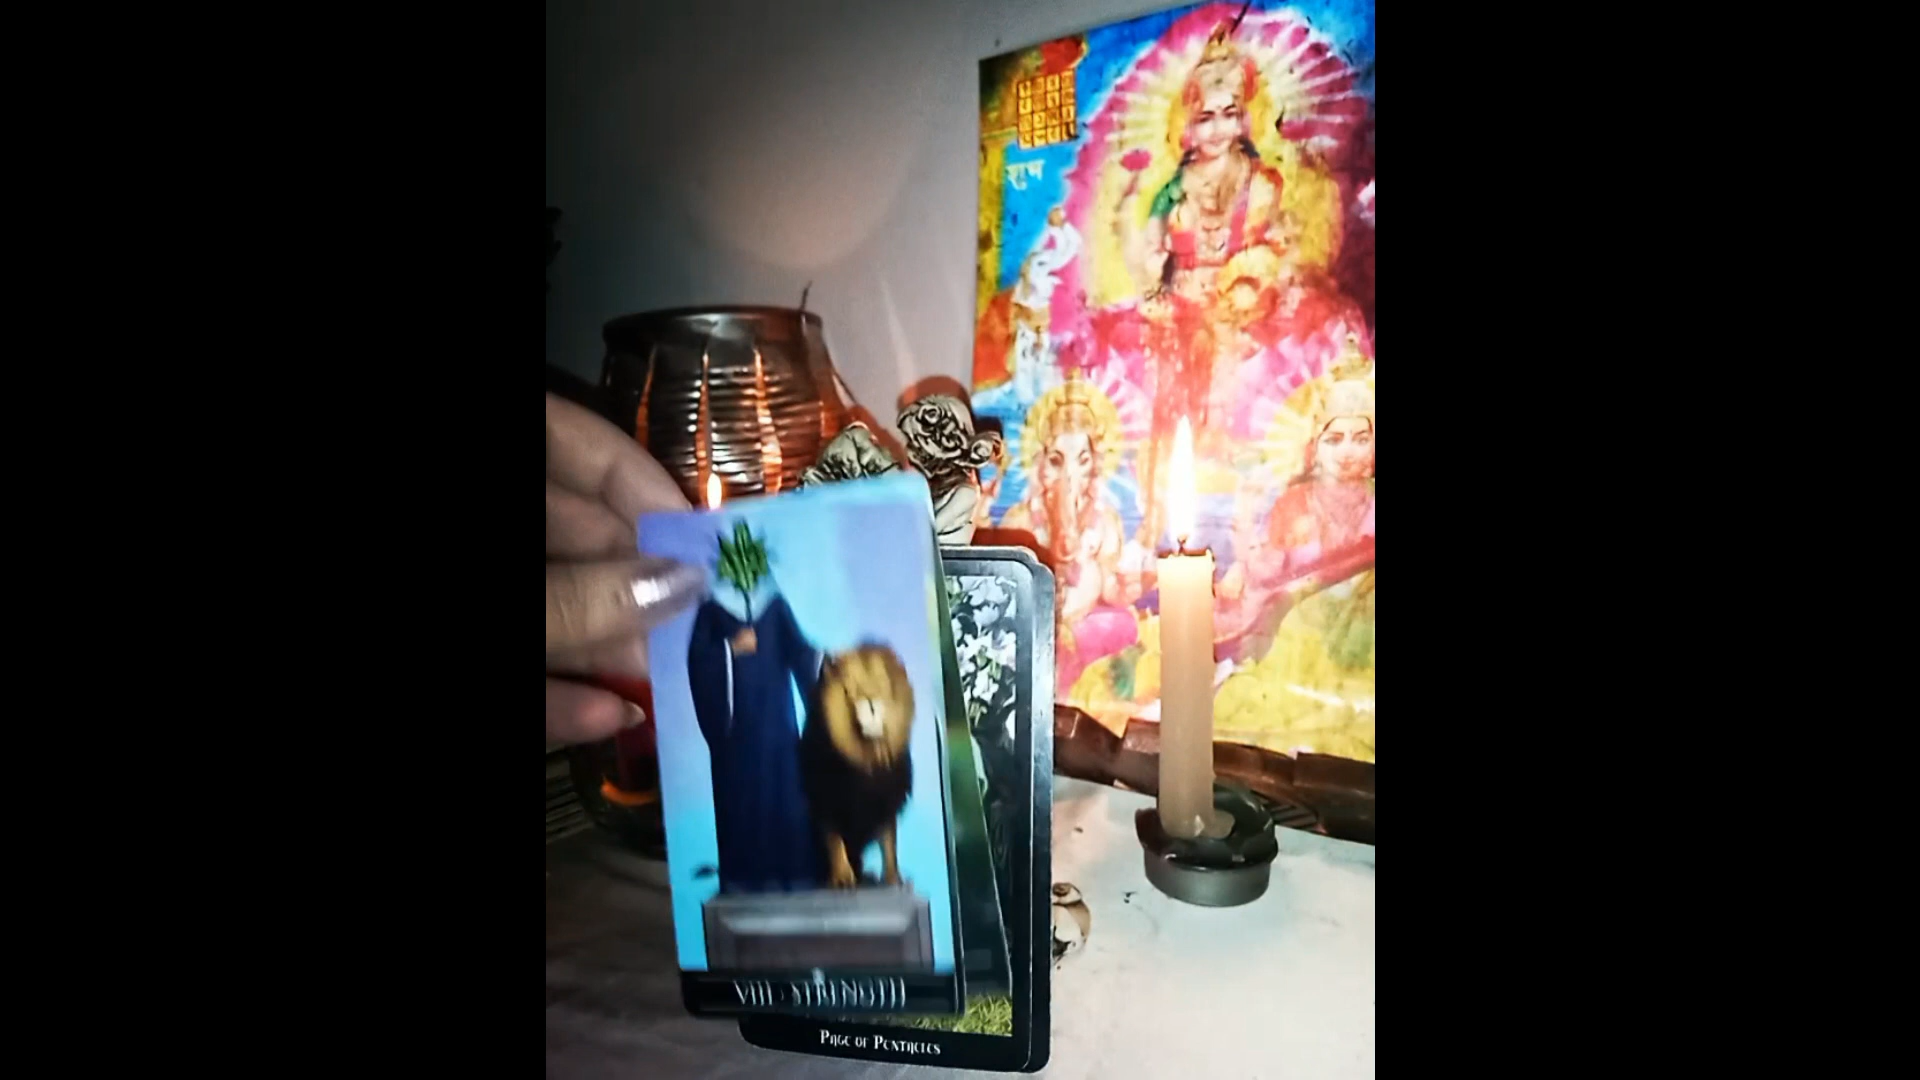 शुभ
VIII · STRENGTH
PAGE OF PENTACLES